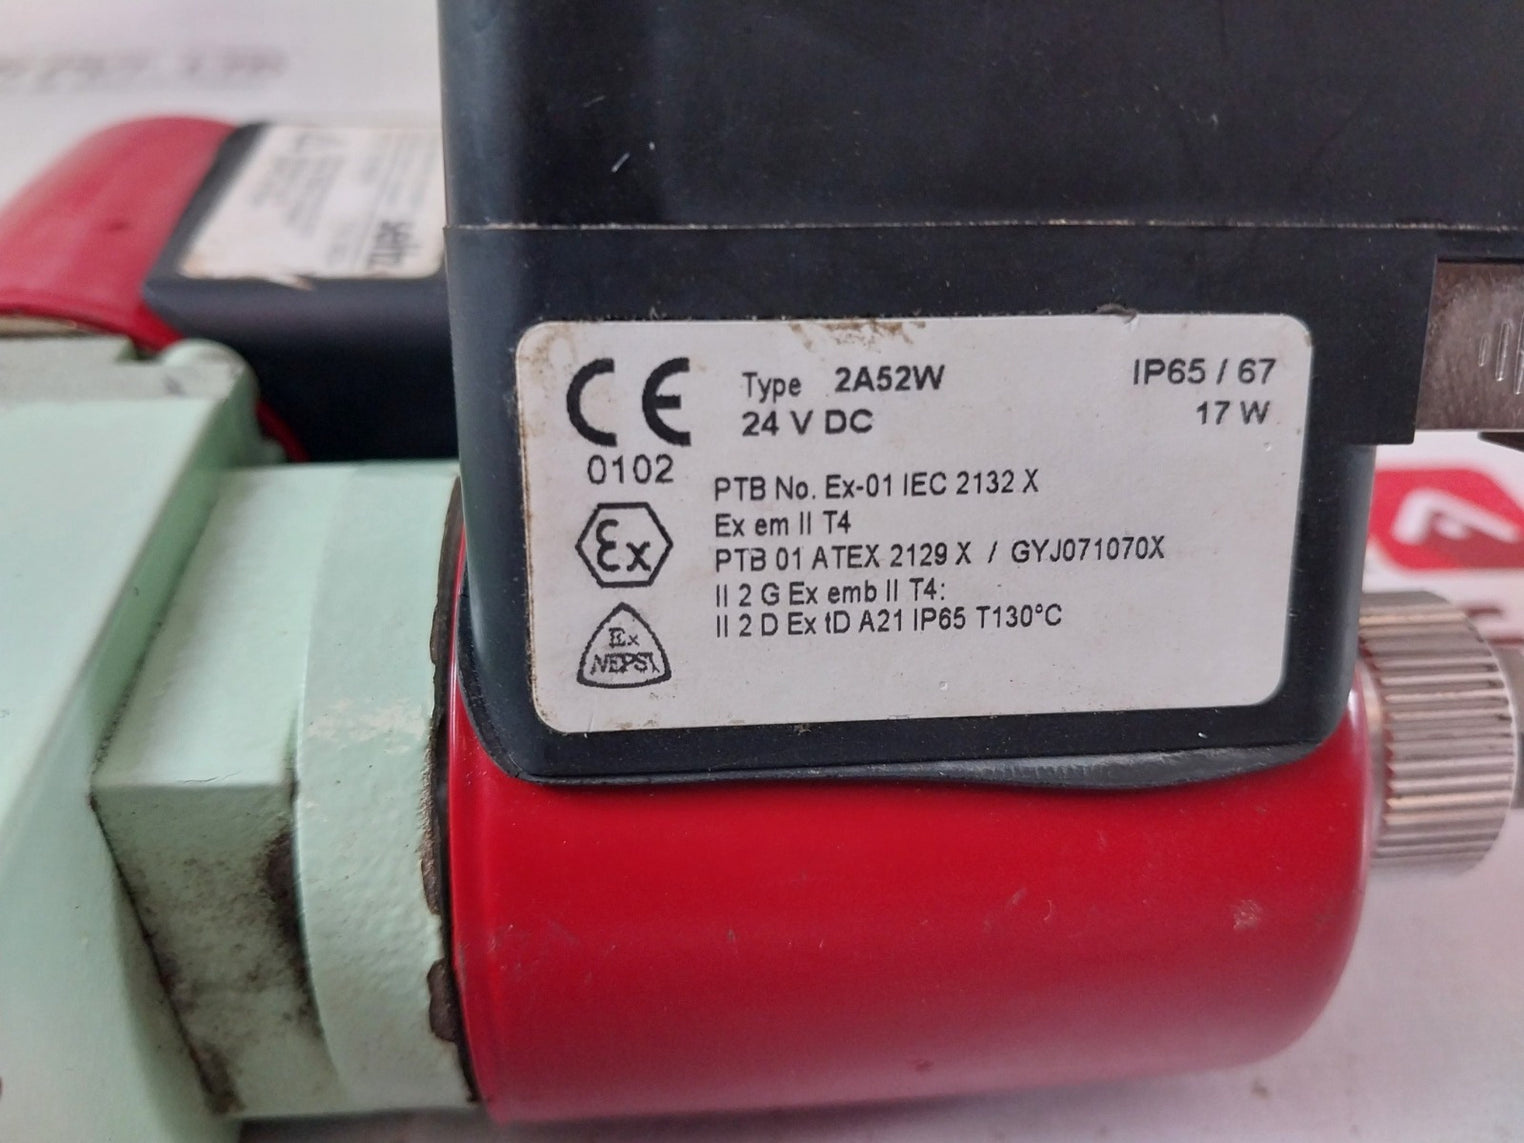 seitz
CE Type 2A52W IP65 / 67
24 V DC 17 W
0102
PTB No. Ex-01 IEC 2132 X
Ex em II T4
Ex
PTB 01 ATEX 2129 X / GYJ071070X
II 2 G Ex emb II T4:
II 2 D Ex tD A21 IP65 T130°C
Ex
NEPSI